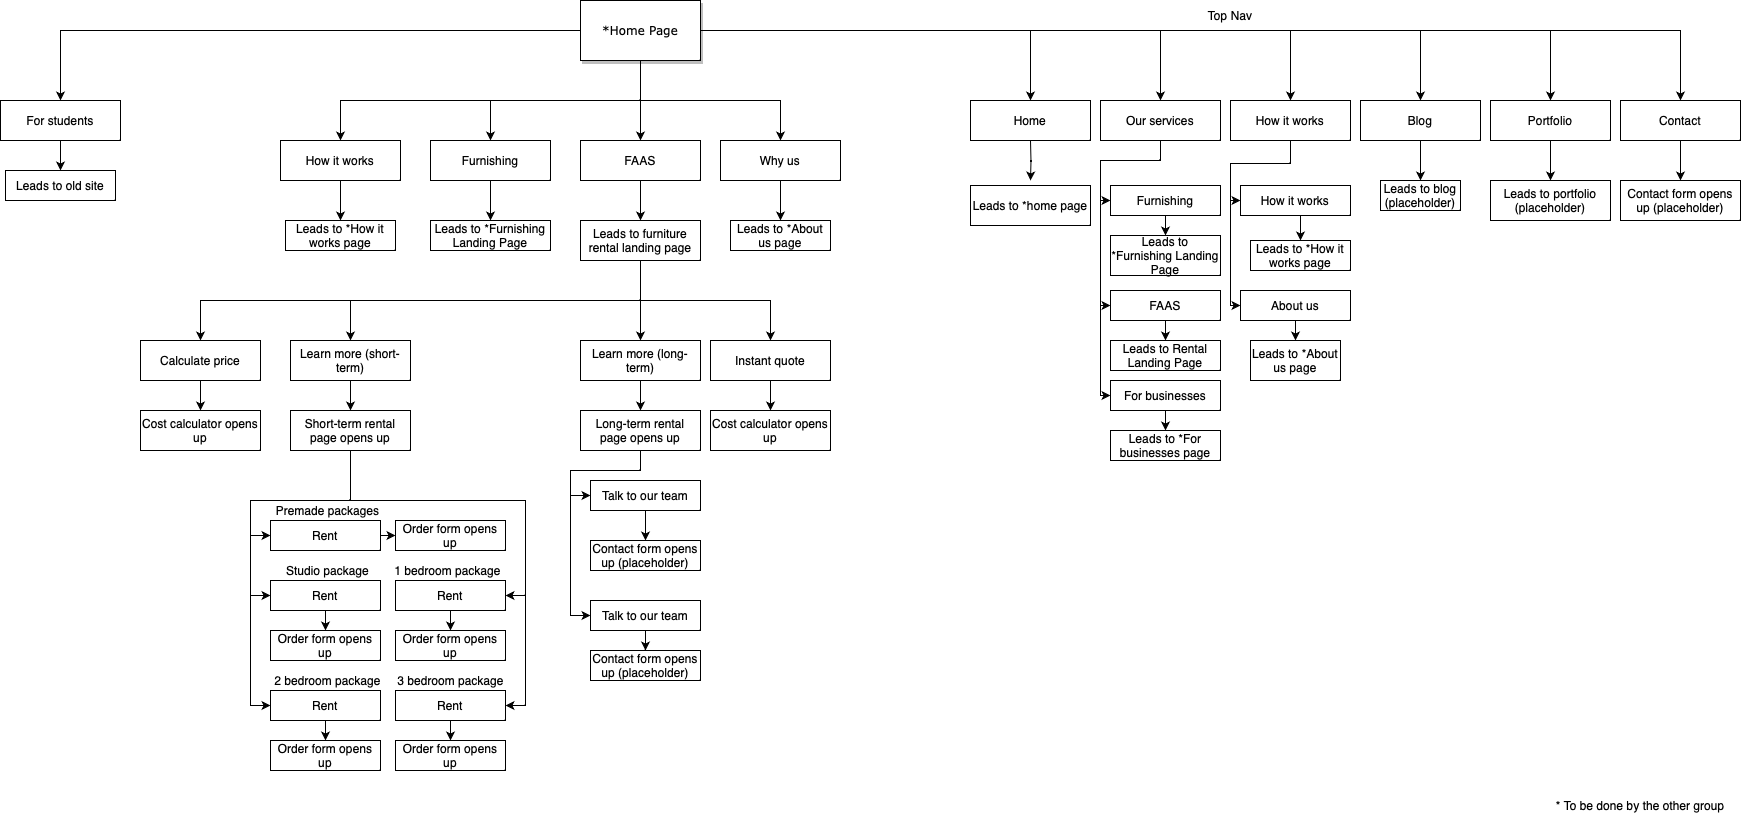 Top Nav
*Home Page
For students
Leads to old site
How it works
Leads to *How it
works page
Furnishing
Leads to *Furnishing
Landing Page
FAAS
Leads to furniture
rental landing page
Why us
Leads to *About
us page
Calculate price
Cost calculator opens
up
Learn more (short-
term)
Short-term rental
page opens up
Learn more (long-
term)
Long-term rental
page opens up
Instant quote
Cost calculator opens
up
Premade packages
Rent
Order form opens
up
Studio package
Rent
Order form opens
up
1 bedroom package
Rent
Order form opens
up
2 bedroom package
Rent
Order form opens
up
3 bedroom package
Rent
Order form opens
up
Talk to our team
Contact form opens
up (placeholder)
Talk to our team
Contact form opens
up (placeholder)
Home
Leads to *home page
Our services
Furnishing
Leads to
*Furnishing Landing
Page
FAAS
Leads to Rental
Landing Page
For businesses
Leads to *For
businesses page
How it works
How it works
Leads to *How it
works page
About us
Leads to *About
us page
Blog
Leads to blog
(placeholder)
Portfolio
Leads to portfolio
(placeholder)
Contact
Contact form opens
up (placeholder)
* To be done by the other group